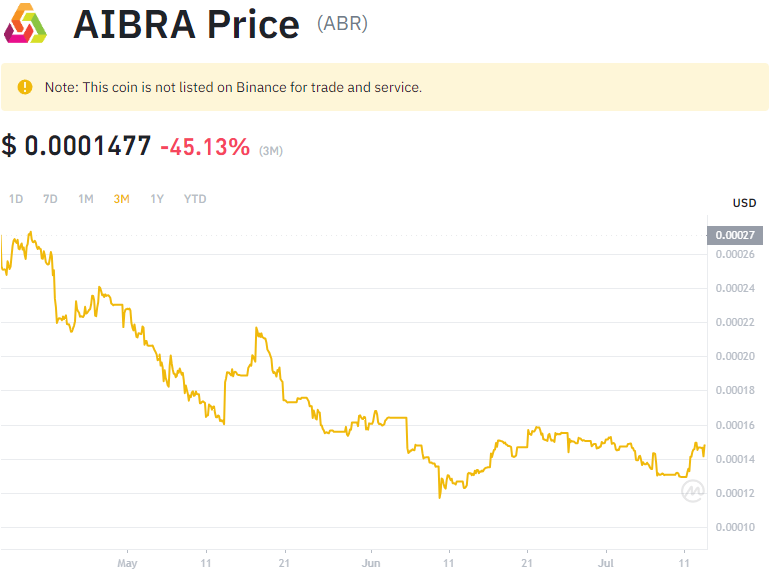 AIBRA Price (ABR)
Note: This coin is not listed on Binance for trade and service.
$ 0.0001477 -45.13% (3M)
1D 7D 1M 3M 1Y YTD
USD
0.00027
0.00026
0.00024
0.00022
0.00020
0.00018
0.00016
0.00014
0.00012
0.00010
May 11 21 Jun 11 21 Jul 11